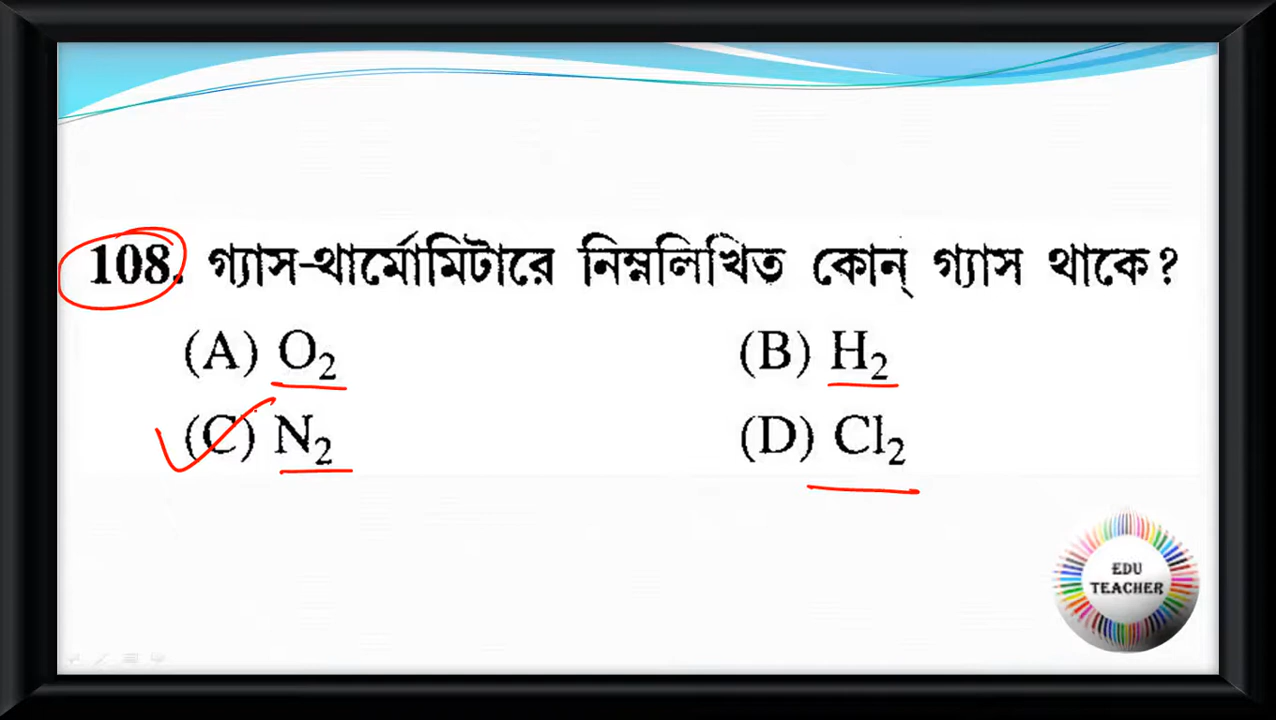 108. গ্যাস-থার্মোমিটারে নিম্নলিখিত কোন্ গ্যাস থাকে?
(A) O₂ (B) H₂
(C) N₂ (D) Cl₂
EDU
TEACHER